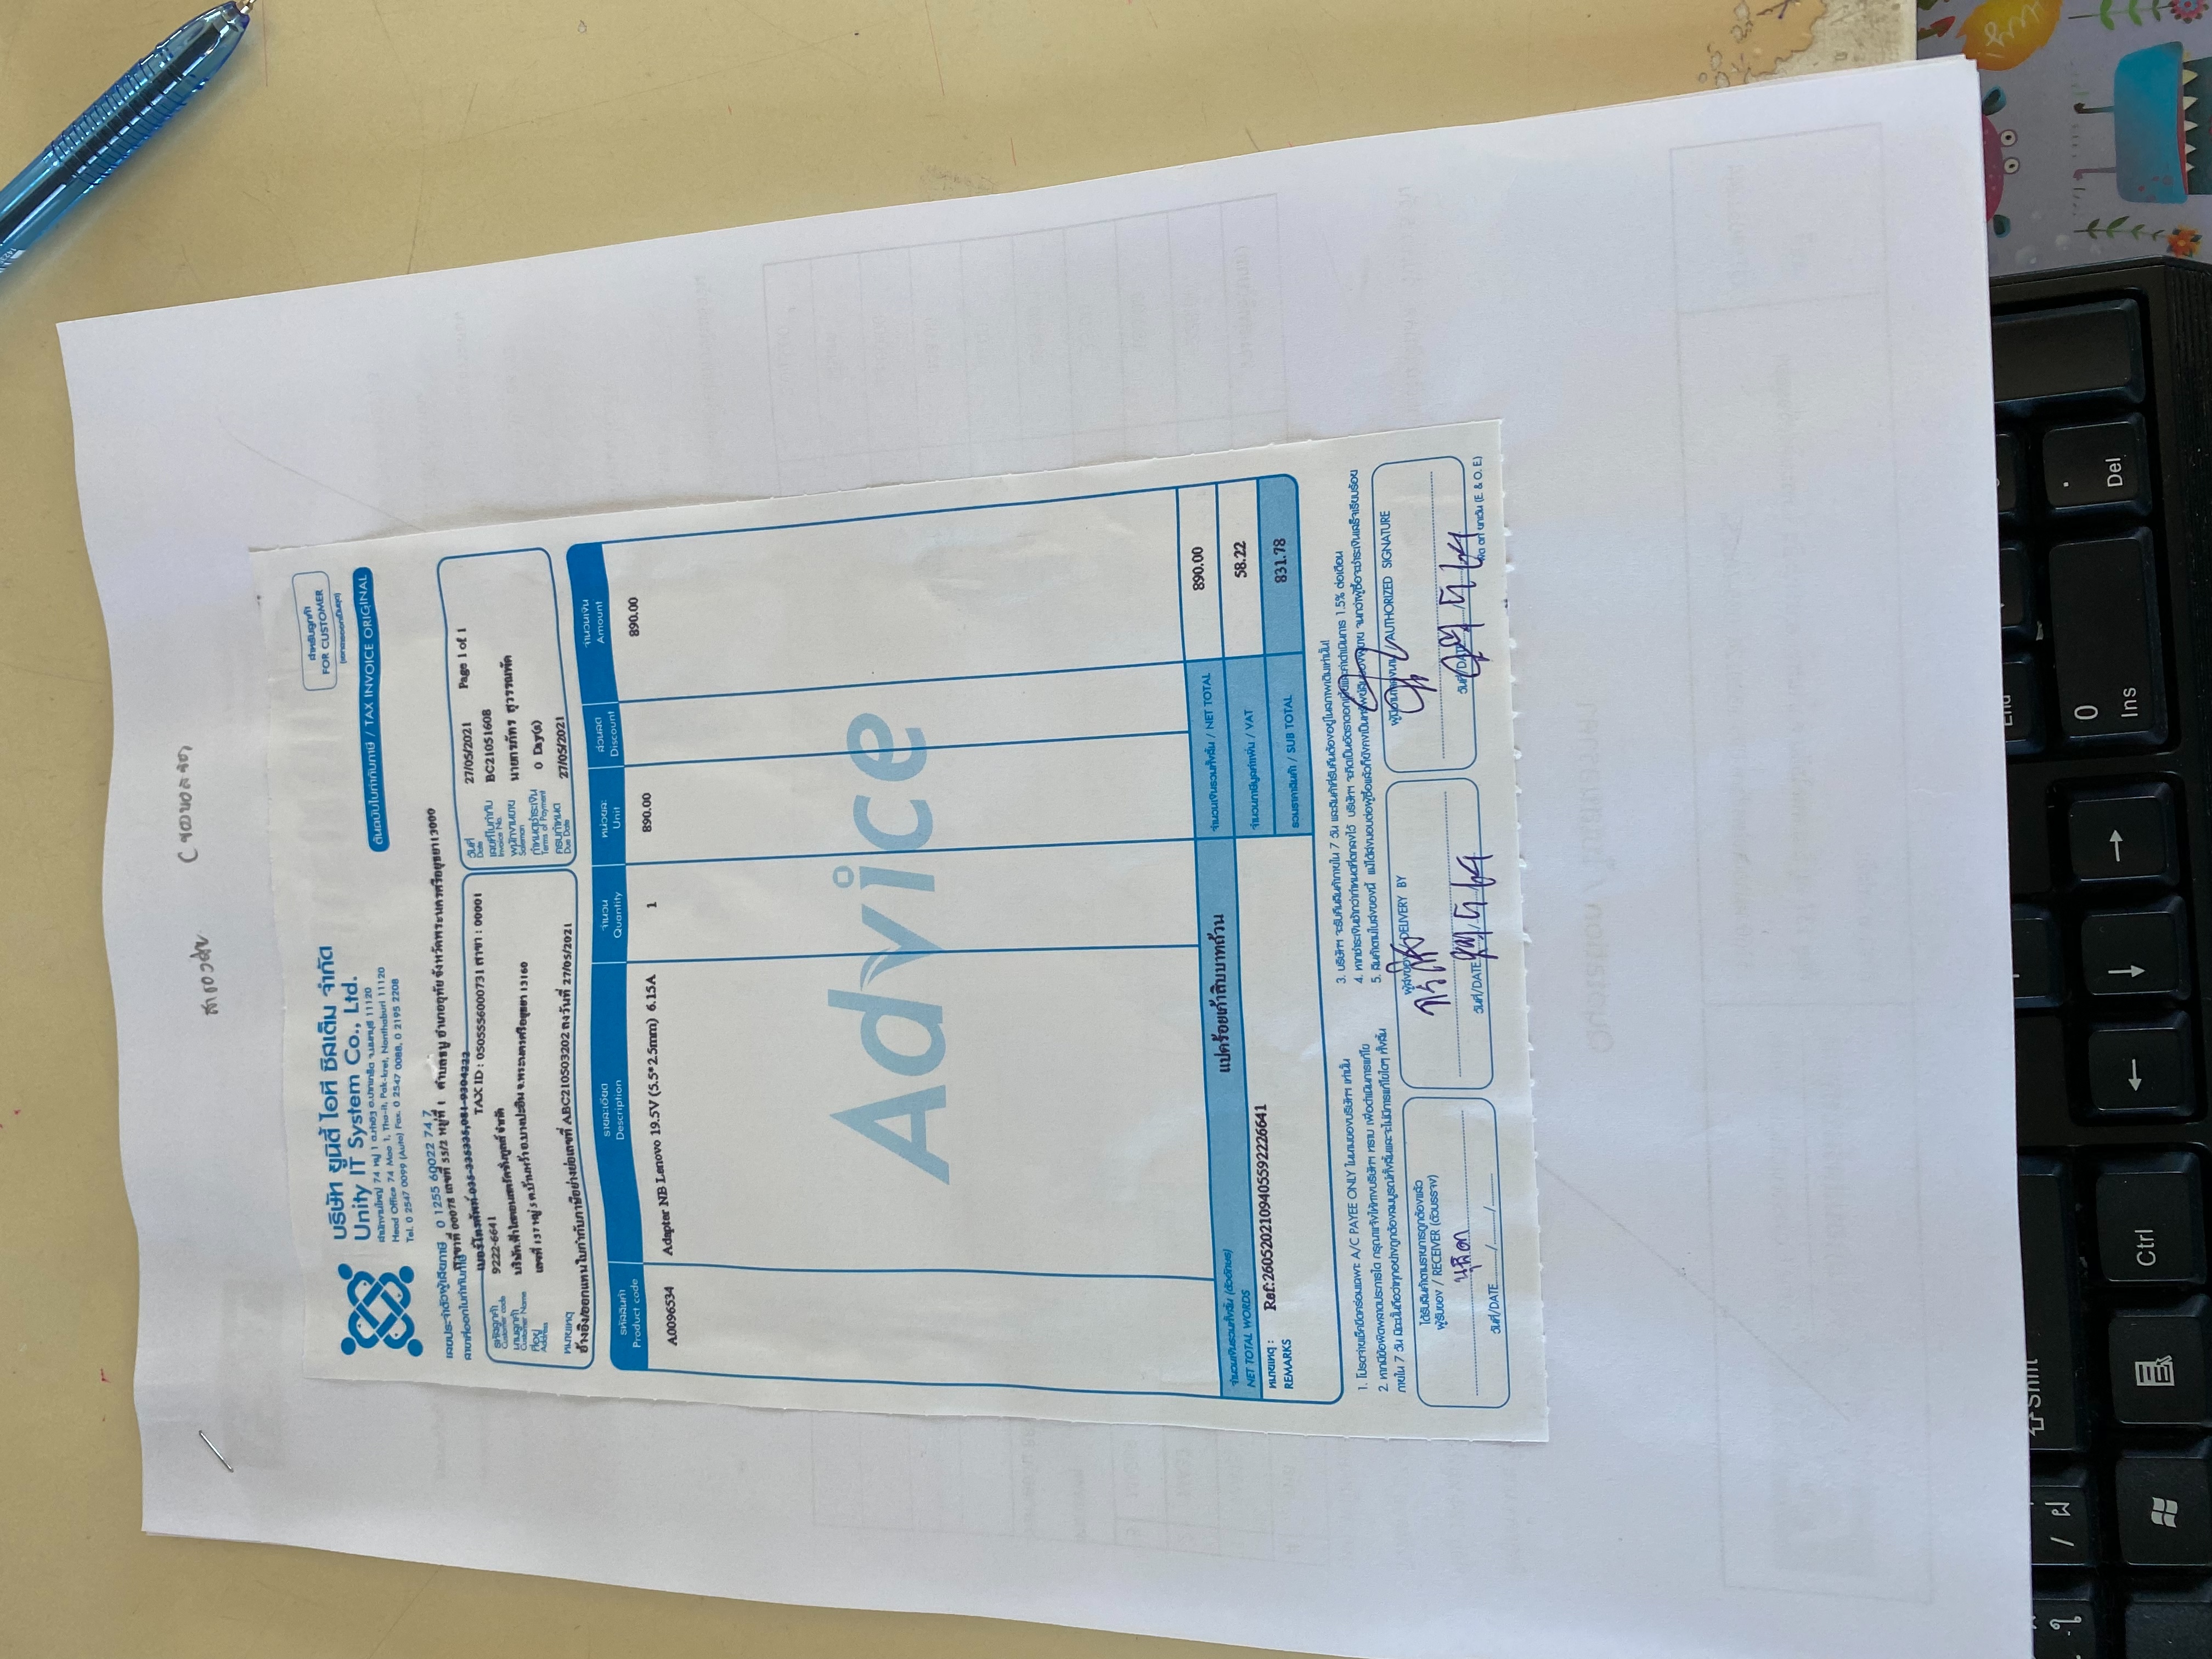 สำรองจ่าย
บริษัท ยูนิตี้ ไอที ซิสเต็ม จำกัด
Unity IT System Co., Ltd.
สำนักงานใหญ่ 74 หมู่ 1 ต.ท่าอิฐ อ.ปากเกร็ด จ.นนทบุรี 11120
Head Office 74 Moo 1, Tha-it, Pak-kret, Nonthaburi 11120
Tel. 0 2547 0099 (Auto) Fax. 0 2547 0088, 0 2195 2208
สำหรับลูกค้า
FOR CUSTOMER
(เอกสารออกเป็นชุด)
ต้นฉบับใบกำกับภาษี / TAX INVOICE ORIGINAL
เลขประจำตัวผู้เสียภาษี 0 1255 60022 74 7
สาขาที่ออกใบกำกับภาษี สาขาที่ 00078 เลขที่ 55/2 หมู่ที่ 1 ตำบลธนู อำเภออุทัย จังหวัดพระนครศรีอยุธยา13000
เบอร์โทรศัพท์ 035-335335,081-9304222
TAX ID : 0505556000731 สาขา : 00001
รหัสลูกค้า 9222-6641
Customer code
นามลูกค้า บริษัท.ฟ้าใสคอนสตรัคชั่นทูลส์ จำกัด
Customer Name
ที่อยู่ เลขที่ 137 หมู่ 5 ต.บ้านหว้า อ.บางปะอิน จ.พระนครศรีอยุธยา 13160
Address
หมายเหตุ
อ้างอิง/ออกแทนใบกำกับภาษีอย่างย่อเลขที่ ABC210503202 ลงวันที่ 27/05/2021
วันที่ 27/05/2021 Page 1 of 1
Date
เลขที่ใบกำกับ BC21051608
Invoice No.
พนักงานขาย นายกรภัทร สุวรรณพัด
Saleman
กำหนดชำระเงิน 0 Day(s)
Terms of Payment
ครบกำหนด 27/05/2021
Due Date
รหัสสินค้า รายละเอียด จำนวน หน่วยละ ส่วนลด จำนวนเงิน
Product code Description Quantity Unit Discount Amount
A0096534 Adapter NB Lenovo 19.5V (5.5*2.5mm) 6.15A 1 890.00 890.00
Advice
จำนวนเงินรวมทั้งสิ้น (ตัวอักษร) แปดร้อยเก้าสิบบาทถ้วน
NET TOTAL WORDS
จำนวนเงินรวมทั้งสิ้น / NET TOTAL 890.00
จำนวนภาษีมูลค่าเพิ่ม / VAT 58.22
รวมราคาสินค้า / SUB TOTAL 831.78
หมายเหตุ : Ref:2605202109405592226641
REMARKS
1. โปรดจ่ายเช็คขีดคร่อมเฉพาะ A/C PAYEE ONLY ในนามของบริษัทฯ เท่านั้น
2. หากมีข้อผิดพลาดประการใด กรุณาแจ้งให้ทางบริษัทฯ ทราบ เพื่อดำเนินการแก้ไข
ภายใน 7 วัน มิฉะนั้นถือว่าทุกอย่างถูกต้องสมบูรณ์ทั้งสิ้นและจะไม่มีการแก้ไขใดๆ ทั้งสิ้น
3. บริษัทฯ จะรับคืนสินค้าภายใน 7 วัน และสินค้าที่รับคืนต้องอยู่ในสภาพเดิมเท่านั้น!
4. หากชำระเงินช้ากว่ากำหนดที่ตกลงไว้ บริษัทฯ จะคิดเป็นอัตราดอกเบี้ยและค่าดำเนินการ 1.5% ต่อเดือน
5. สินค้าตามใบส่งของนี้ แม้ได้ส่งมอบต่อผู้ซื้อแล้วก็ยังคงเป็นทรัพย์สินของผู้ขาย จนกว่าผู้ซื้อจะชำระเงินเสร็จเรียบร้อย
ได้รับสินค้าตามรายการถูกต้องแล้ว
ผู้รับของ / RECEIVER (ตัวบรรจง)
วันที่/DATE......../......../........
ผู้ส่งของ / DELIVERY BY
วันที่/DATE 27 5 64
ผู้มีอำนาจลงนาม / AUTHORIZED SIGNATURE
วันที่/DATE 27 5 64
ผิด ตก ยกเว้น (E. & O. E.)
Shift
End
/ ฝ
Ctrl
←
↓
→
0
Ins
.
Del